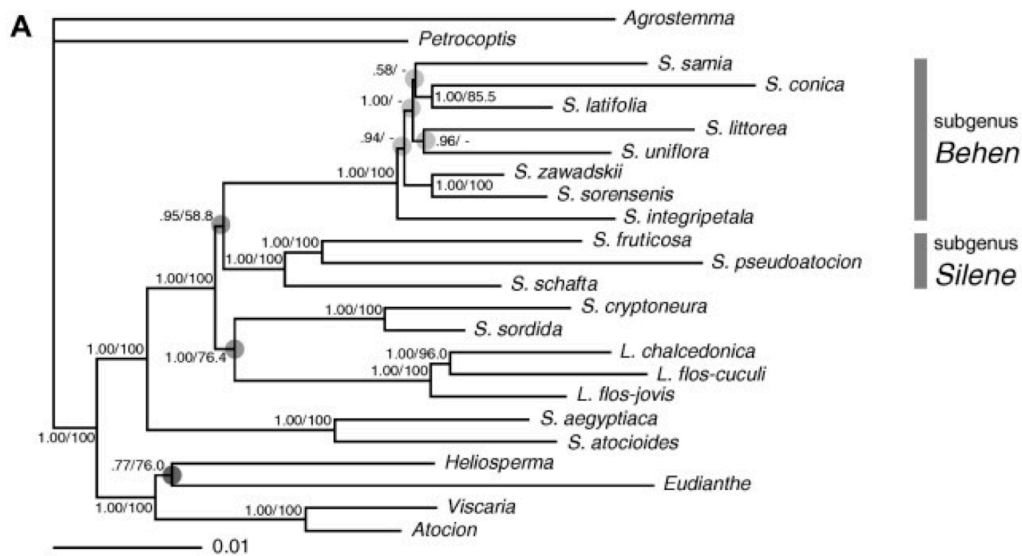 A
Agrostemma
Petrocoptis
.58/ -
S. samia
S. conica
1.00/ -
1.00/85.5
S. latifolia
subgenus
Behen
S. littorea
.94/ -
.96/ -
S. uniflora
S. zawadskii
1.00/100
1.00/100
S. sorensenis
S. integripetala
.95/58.8
1.00/100
S. fruticosa
subgenus
Silene
1.00/100
S. pseudoatocion
1.00/100
S. schafta
S. cryptoneura
S. sordida
1.00/100
1.00/76.4
1.00/96.0
L. chalcedonica
1.00/100
L. flos-cuculi
1.00/100
L. flos-jovis
S. aegyptiaca
1.00/100
S. atocioides
1.00/100
.77/76.0
Heliosperma
Eudianthe
1.00/100
1.00/100
Viscaria
Atocion
0.01